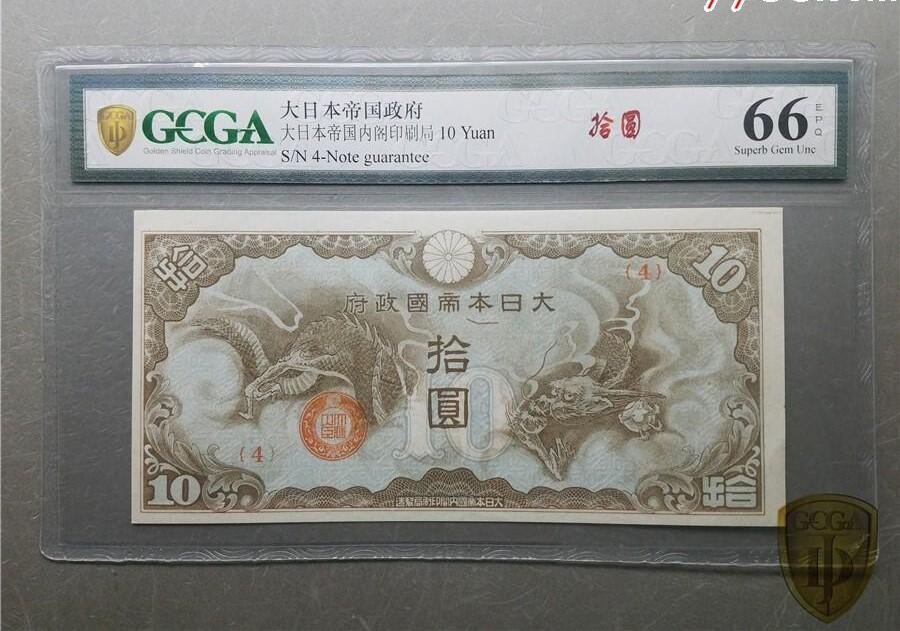 GCGA
GCGA
Golden Shield Coin Grading Appraisal
大日本帝国政府
大日本帝国内阁印刷局 10 Yuan
S/N 4-Note guarantee
拾圆
66
EPQ
Superb Gem Unc
拾
10
{4}
府政國帝本日大
拾圓
10
{4}
10
造製局刷印閣内國帝本日大
拾
GCGA